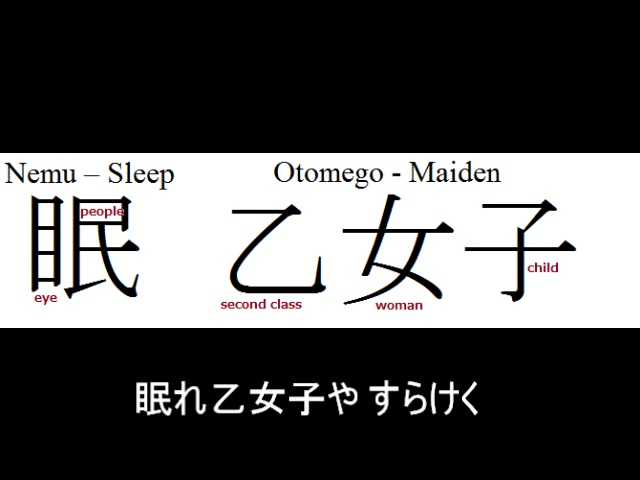 Nemu – Sleep Otomego - Maiden
眠 乙女子
people
child
eye second class woman
眠れ乙女子や すらけく